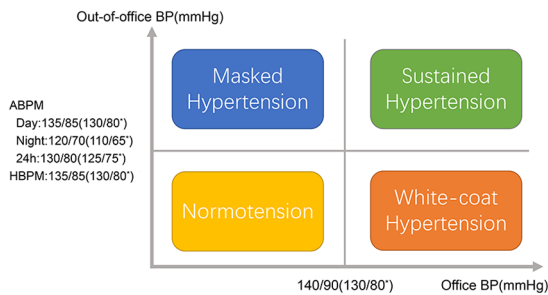 Out-of-office BP(mmHg)
Masked
Hypertension
Sustained
Hypertension
ABPM
Day:135/85(130/80*)
Night:120/70(110/65*)
24h:130/80(125/75*)
HBPM:135/85(130/80*)
Normotension
White-coat
Hypertension
140/90(130/80*)
Office BP(mmHg)